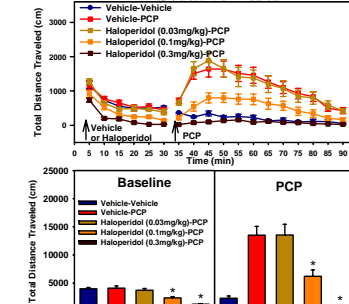 Total Distance Traveled (cm)
3000
2000
1000
0
Vehicle-Vehicle
Vehicle-PCP
Haloperidol (0.03mg/kg)-PCP
Haloperidol (0.1mg/kg)-PCP
Haloperidol (0.3mg/kg)-PCP
Vehicle
or Haloperidol
PCP
0 5 10 15 20 25 30 35 40 45 50 55 60 65 70 75 80 85 90
Time (min)
Total Distance Traveled (cm)
25000
20000
15000
10000
5000
Baseline
PCP
Vehicle-Vehicle
Vehicle-PCP
Haloperidol (0.03mg/kg)-PCP
Haloperidol (0.1mg/kg)-PCP
Haloperidol (0.3mg/kg)-PCP
* * * *